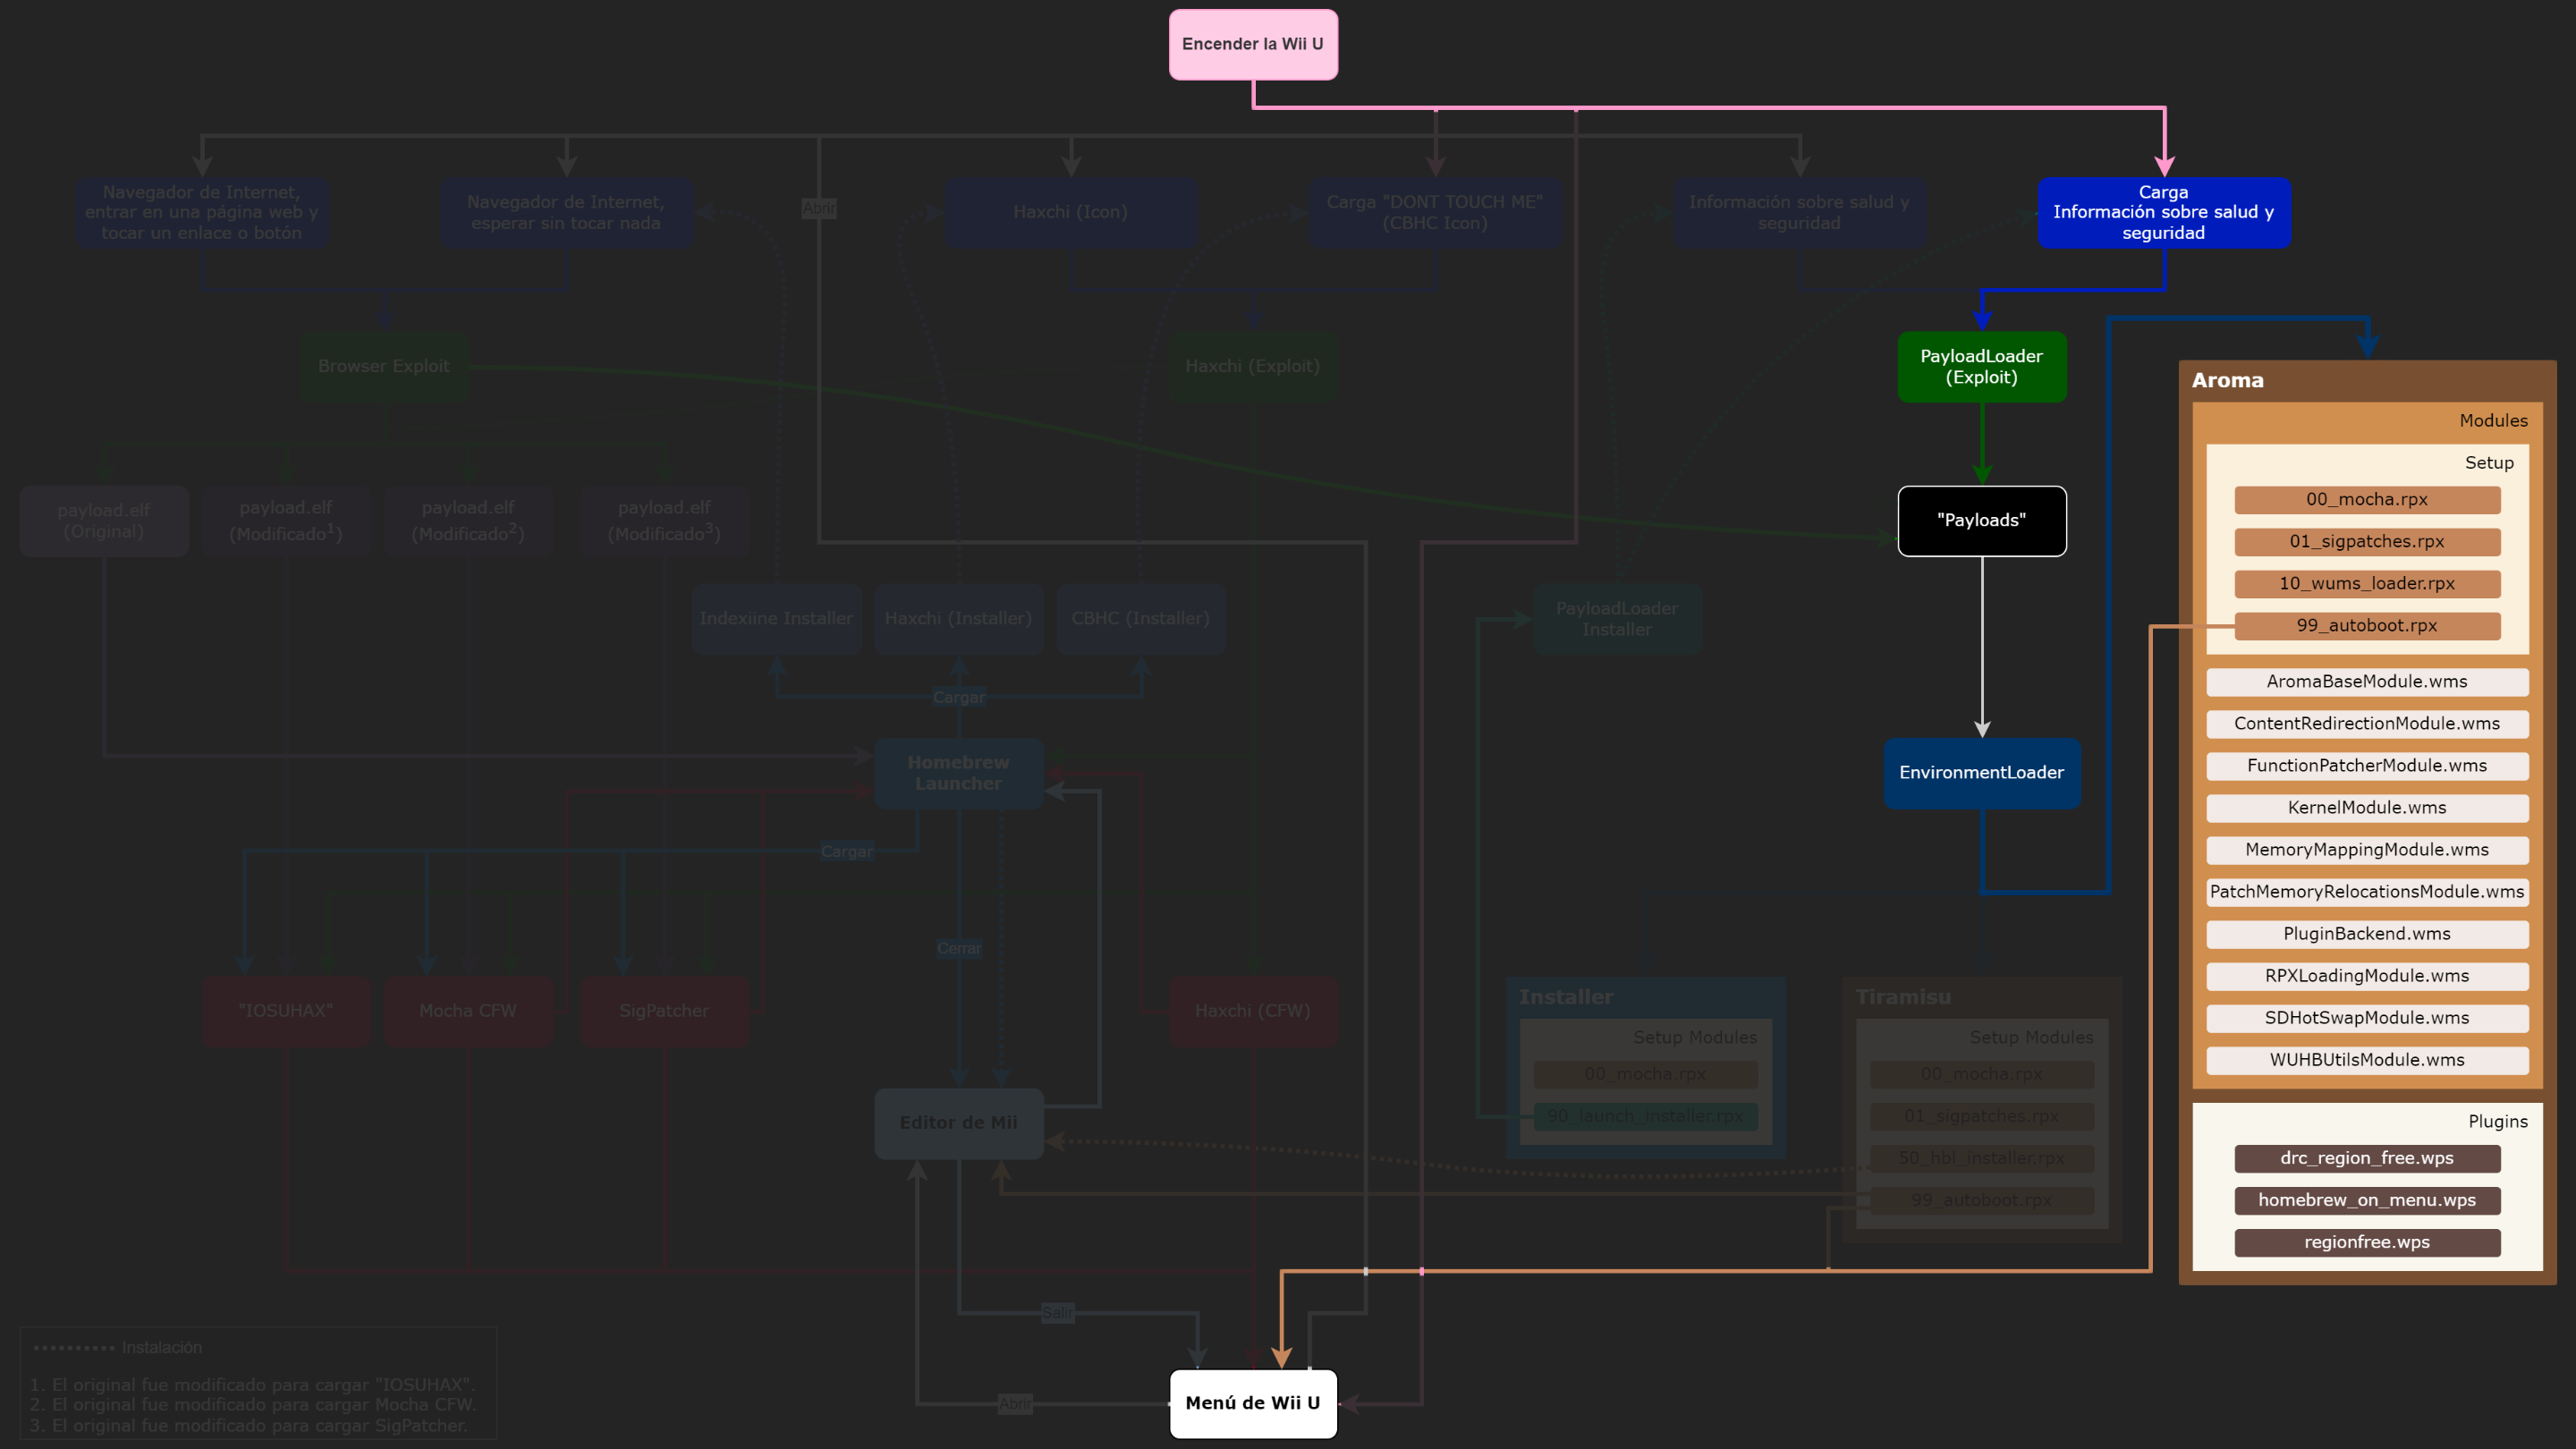 Encender la Wii U
Abrir
Navegador de Internet,
entrar en una página web y
tocar un enlace o botón
Navegador de Internet,
esperar sin tocar nada
Haxchi (Icon)
Carga "DONT TOUCH ME"
(CBHC Icon)
Información sobre salud y
seguridad
Carga
Información sobre salud y
seguridad
Browser Exploit
Haxchi (Exploit)
PayloadLoader
(Exploit)
payload.elf
(Original)
payload.elf
(Modificado1)
payload.elf
(Modificado2)
payload.elf
(Modificado3)
"Payloads"
Indexiine Installer
Haxchi (Installer)
CBHC (Installer)
PayloadLoader
Installer
Cargar
Homebrew
Launcher
EnvironmentLoader
Cargar
Cerrar
"IOSUHAX"
Mocha CFW
SigPatcher
Haxchi (CFW)
Editor de Mii
Installer
Setup Modules
00_mocha.rpx
90_launch_installer.rpx
Tiramisu
Setup Modules
00_mocha.rpx
01_sigpatches.rpx
50_hbl_installer.rpx
99_autoboot.rpx
Aroma
Modules
Setup
00_mocha.rpx
01_sigpatches.rpx
10_wums_loader.rpx
99_autoboot.rpx
AromaBaseModule.wms
ContentRedirectionModule.wms
FunctionPatcherModule.wms
KernelModule.wms
MemoryMappingModule.wms
PatchMemoryRelocationsModule.wms
PluginBackend.wms
RPXLoadingModule.wms
SDHotSwapModule.wms
WUHBUtilsModule.wms
Plugins
drc_region_free.wps
homebrew_on_menu.wps
regionfree.wps
Salir
Abrir
Menú de Wii U
Instalación
1. El original fue modificado para cargar "IOSUHAX".
2. El original fue modificado para cargar Mocha CFW.
3. El original fue modificado para cargar SigPatcher.